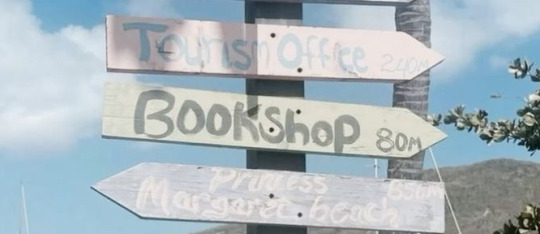 Tourism Office 240M
Bookshop 80M
Princess 650m
Margaret beach